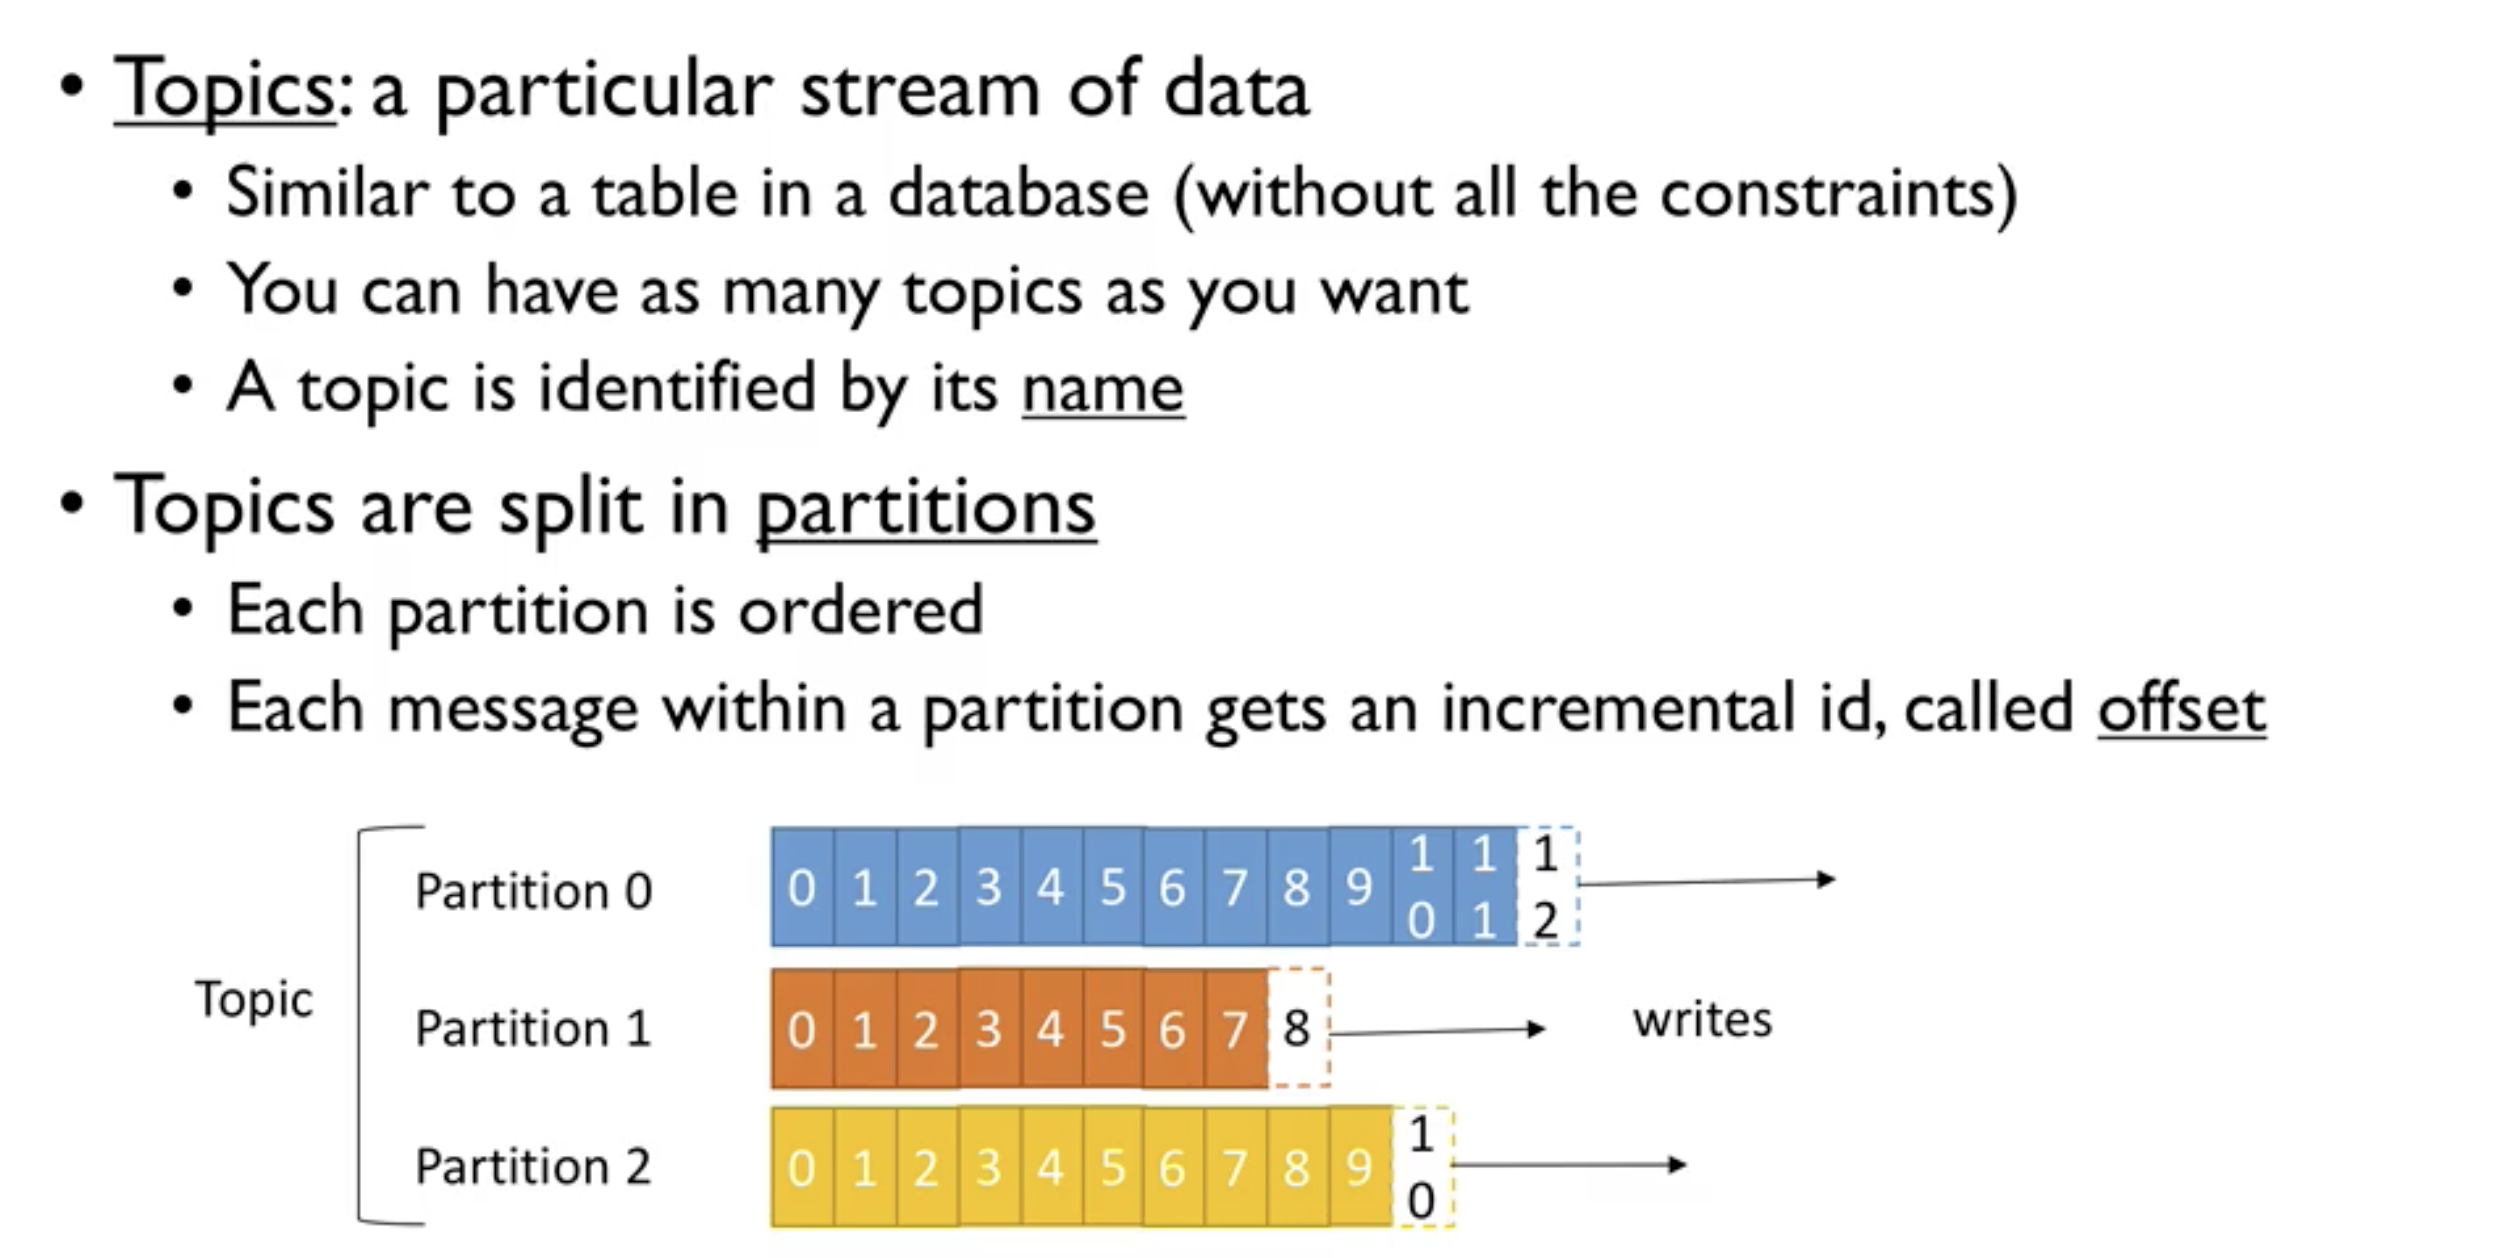 • Topics: a particular stream of data
• Similar to a table in a database (without all the constraints)
• You can have as many topics as you want
• A topic is identified by its name
• Topics are split in partitions
• Each partition is ordered
• Each message within a partition gets an incremental id, called offset
Partition 0 0 1 2 3 4 5 6 7 8 9 10 11 12
Topic
Partition 1 0 1 2 3 4 5 6 7 8 writes
Partition 2 0 1 2 3 4 5 6 7 8 9 10